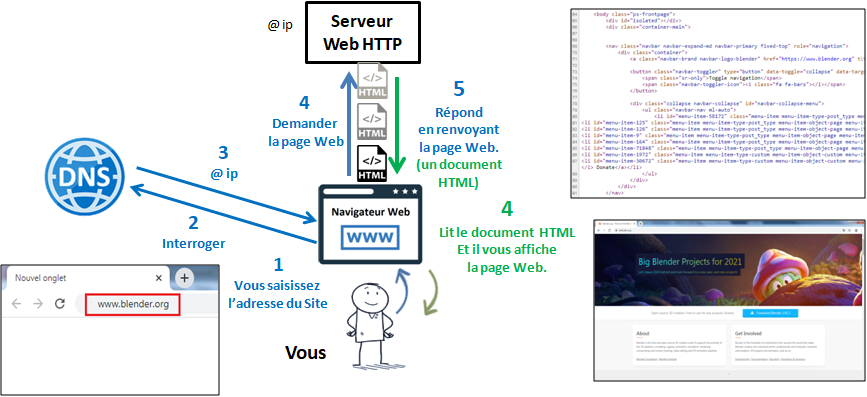 @ ip
Serveur
Web HTTP
</>
HTML
</>
HTML
</>
HTML
4
Demander
la page Web
5
Répond
en renvoyant
la page Web.
(un document
HTML)
DNS
3
@ ip
2
Interroger
Navigateur Web
WWW
4
Lit le document HTML
Et il vous affiche
la page Web.
1
Vous saisissez
l'adresse du Site
Vous
Nouvel onglet
www.blender.org
<body class="ps-frontpage">
<div id="isolated"></div>
<div class="container-main">
<nav class="navbar navbar-expand-md navbar-primary fixed-top" role="navigation">
<div class="container">
<a class="navbar-brand navbar-logo-blender" href="https://www.blender.org" ti
<button class="navbar-toggler" type="button" data-toggle="collapse" data-targ
<span class="sr-only">Toggle navigation</span>
<span class="navbar-toggler-icon"><i class="fa fa-bars"></i></span>
</button>
<div class="collapse navbar-collapse" id="navbar-collapse-menu">
<ul class="navbar-nav ml-auto">
<li id="menu-item-58172" class="menu-item menu-item-type-post_type men
<li id="menu-item-125" class="menu-item menu-item-type-post_type menu-item-object-page menu-ite
<li id="menu-item-126" class="menu-item menu-item-type-post_type menu-item-object-page menu-ite
<li id="menu-item-9" class="menu-item menu-item-type-post_type menu-item-object-page menu-item-
<li id="menu-item-164" class="menu-item menu-item-type-post_type menu-item-object-page menu-ite
<li id="menu-item-71848" class="menu-item menu-item-type-post_type menu-item-object-page menu-i
<li id="menu-item-1972" class="menu-item menu-item-type-custom menu-item-object-custom menu-ite
<li id="menu-item-30673" class="menu-item menu-item-type-custom menu-item-object-custom menu-it
</i> Donate</a></li>
</ul>
</div>
</div>
</nav>
Big Blender Projects for 2021
About
Get Involved